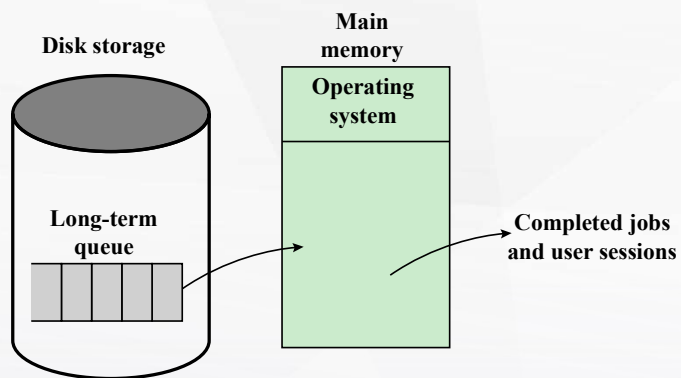 Disk storage
Main
memory
Operating
system
Long-term
queue
Completed jobs
and user sessions